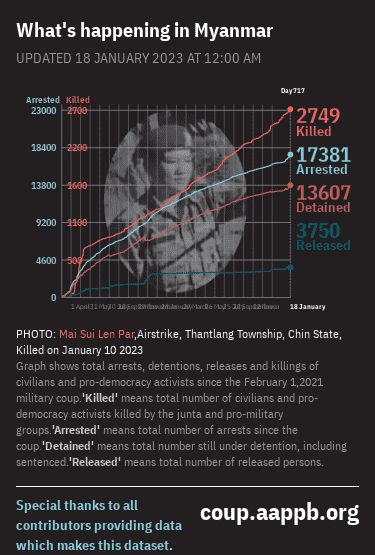 What's happening in Myanmar
UPDATED 18 JANUARY 2023 AT 12:00 AM
Day717
Arrested Killed
23000 2700
18400 2200
13800 1600
9200 1100
4600 500
0
2749
Killed
17381
Arrested
13607
Detained
3750
Released
1 April
18 January
PHOTO: Mai Sui Len Par,Airstrike, Thantlang Township, Chin State,
Killed on January 10 2023
Graph shows total arrests, detentions, releases and killings of
civilians and pro-democracy activists since the February 1,2021
military coup.'Killed' means total number of civilians and pro-
democracy activists killed by the junta and pro-military
groups.'Arrested' means total number of arrests since the
coup.'Detained' means total number still under detention, including
sentenced.'Released' means total number of released persons.
Special thanks to all
contributors providing data
which makes this dataset.
coup.aappb.org